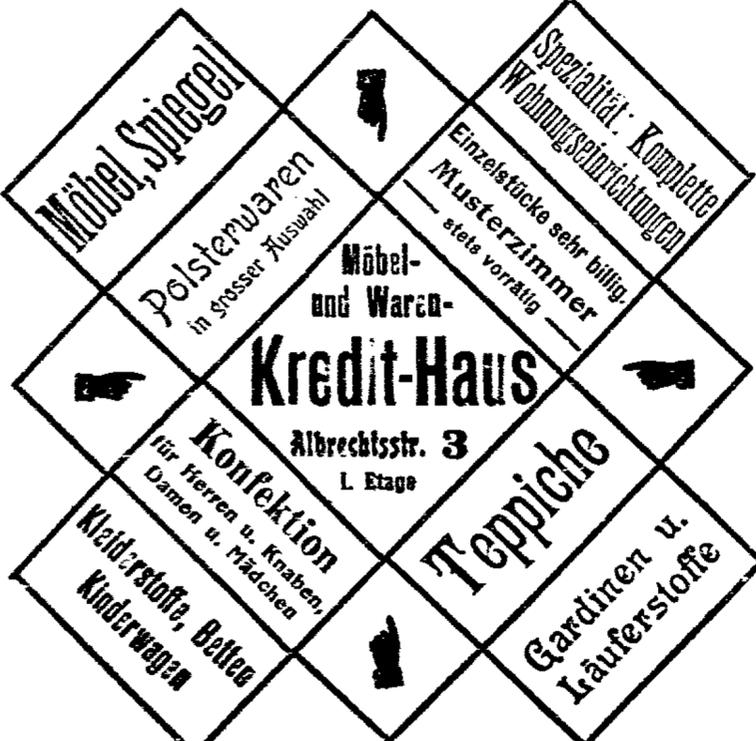 Möbel, Spiegel
Polsterwaren
in grosser Auswahl
Spezialität: Komplette
Wohnungseinrichtungen
Einzelstücke sehr billig.
Musterzimmer
— stets vorrätig —
Möbel-
und Waren-
Kredit-Haus
Albrechtsstr. 3
I. Etage
Konfektion
für Herren u. Knaben,
Damen u. Mädchen
Kleiderstoffe, Betten
Kinderwagen
Teppiche
Gardinen u.
Läuferstoffe